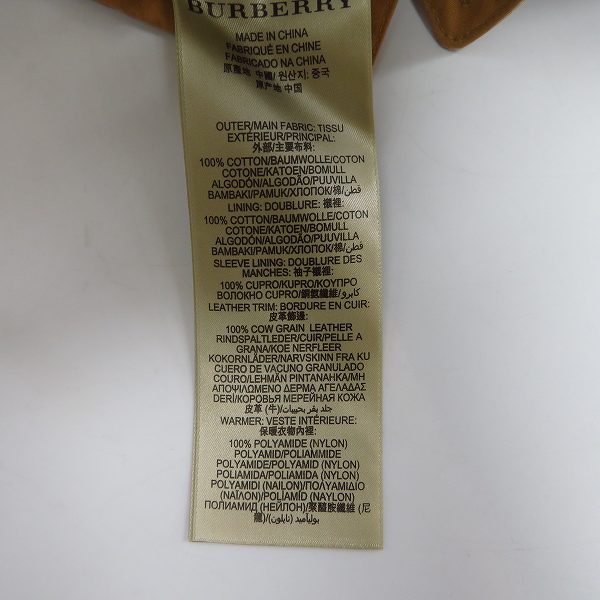 BURBERRY
MADE IN CHINA
FABRIQUÉ EN CHINE
FABRICADO NA CHINA
原產地 中國/ 원산지: 중국
原产地 中国
OUTER/MAIN FABRIC: TISSU
EXTÉRIEUR/PRINCIPAL:
外部/主要布料:
100% COTTON/BAUMWOLLE/COTON
COTONE/KATOEN/BOMULL
ALGODÓN/ALGODÃO/PUUVILLA
BAMBAKI/PAMUK/ХЛОПОК/棉/قطن
LINING: DOUBLURE: 襯裡:
100% COTTON/BAUMWOLLE/COTON
COTONE/KATOEN/BOMULL
ALGODÓN/ALGODÃO/PUUVILLA
BAMBAKI/PAMUK/ХЛОПОК/棉/قطن
SLEEVE LINING: DOUBLURE DES
MANCHES: 袖子襯裡:
100% CUPRO/KUPRO/ΚΟΥΠΡΟ
ВОЛОКНО CUPRO/銅氨纖維/كابرو
LEATHER TRIM: BORDURE EN CUIR:
皮革飾邊:
100% COW GRAIN LEATHER
RINDSPALTLEDER/CUIR/PELLE A
GRANA/KOE NERFLEER
KOKORNLÄDER/NARVSKINN FRA KU
CUERO DE VACUNO GRANULADO
COURO/LEHMÄN PINTANAHKA/ΜΗ
ΑΠΟΨΙΛΩΜΕΝΟ ΔΕΡΜΑ ΑΓΕΛΑΔΑΣ
DERİ/КОРОВЬЯ МЕРЕЙНАЯ КОЖА
皮革 (牛)/جلد بقر بحبيبات
WARMER: VESTE INTÉRIEURE:
保暖衣物內裡:
100% POLYAMIDE (NYLON)
POLYAMID/POLIAMMIDE
POLYAMIDE/POLYAMID (NYLON)
POLIAMIDA/POLIAMIDA (NYLON)
POLYAMIDI (NAILON)/ΠΟΛΥΑΜΙΔΙΟ
(ΝΑΪΛΟΝ)/POLİAMİD (NAYLON)
ПОЛИАМИД (НЕЙЛОН)/聚醯胺纖維 (尼
龍)/بوليأميد (نايلون)